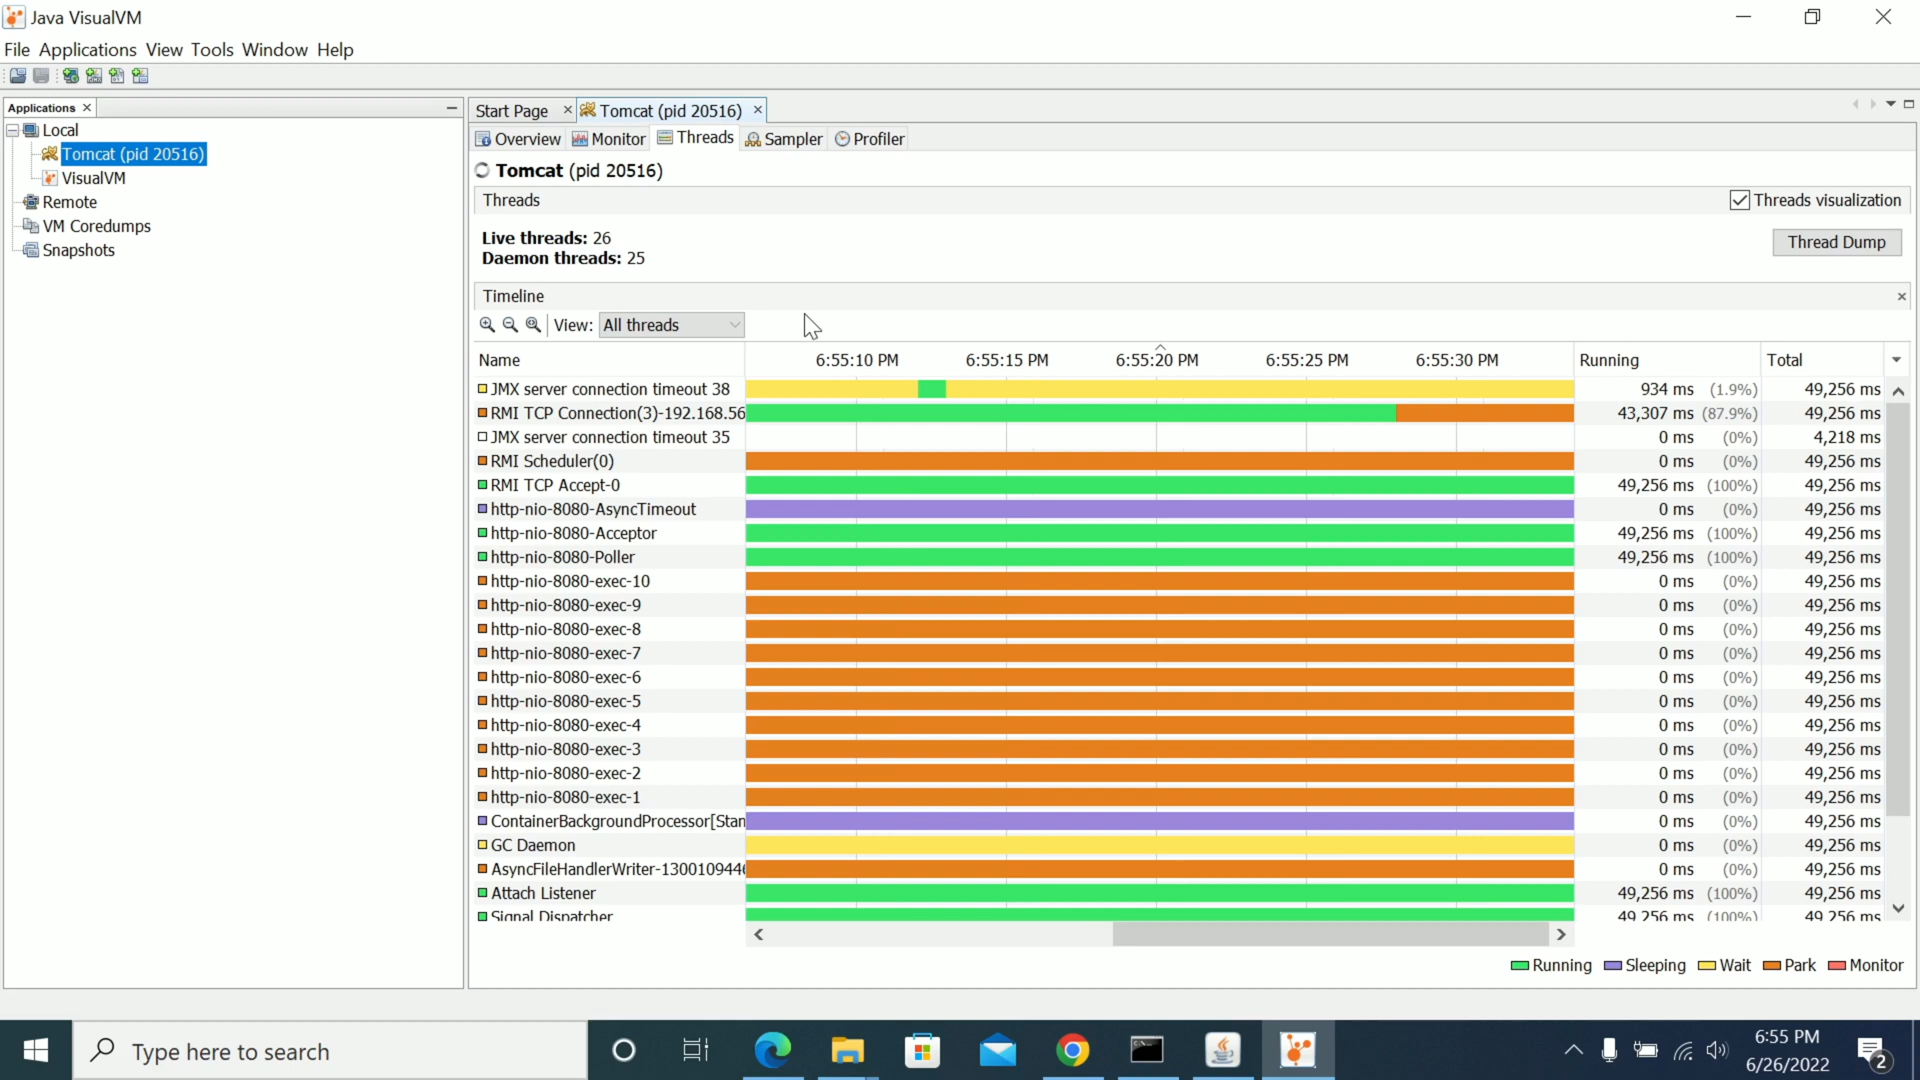 Java VisualVM
File Applications View Tools Window Help
Applications
Start Page
Tomcat (pid 20516)
Local
Tomcat (pid 20516)
VisualVM
Remote
VM Coredumps
Snapshots
Overview Monitor Threads Sampler Profiler
Tomcat (pid 20516)
Threads
Threads visualization
Live threads: 26
Daemon threads: 25
Thread Dump
Timeline
View: All threads
Name 6:55:10 PM 6:55:15 PM 6:55:20 PM 6:55:25 PM 6:55:30 PM Running Total
JMX server connection timeout 38 934 ms (1.9%) 49,256 ms
RMI TCP Connection(3)-192.168.56 43,307 ms (87.9%) 49,256 ms
JMX server connection timeout 35 0 ms (0%) 4,218 ms
RMI Scheduler(0) 0 ms (0%) 49,256 ms
RMI TCP Accept-0 49,256 ms (100%) 49,256 ms
http-nio-8080-AsyncTimeout 0 ms (0%) 49,256 ms
http-nio-8080-Acceptor 49,256 ms (100%) 49,256 ms
http-nio-8080-Poller 49,256 ms (100%) 49,256 ms
http-nio-8080-exec-10 0 ms (0%) 49,256 ms
http-nio-8080-exec-9 0 ms (0%) 49,256 ms
http-nio-8080-exec-8 0 ms (0%) 49,256 ms
http-nio-8080-exec-7 0 ms (0%) 49,256 ms
http-nio-8080-exec-6 0 ms (0%) 49,256 ms
http-nio-8080-exec-5 0 ms (0%) 49,256 ms
http-nio-8080-exec-4 0 ms (0%) 49,256 ms
http-nio-8080-exec-3 0 ms (0%) 49,256 ms
http-nio-8080-exec-2 0 ms (0%) 49,256 ms
http-nio-8080-exec-1 0 ms (0%) 49,256 ms
ContainerBackgroundProcessor[Stan 0 ms (0%) 49,256 ms
GC Daemon 0 ms (0%) 49,256 ms
AsyncFileHandlerWriter-130010944 0 ms (0%) 49,256 ms
Attach Listener 49,256 ms (100%) 49,256 ms
Signal Dispatcher 49,256 ms (100%) 49,256 ms
Running Sleeping Wait Park Monitor
Type here to search
6:55 PM
6/26/2022
2